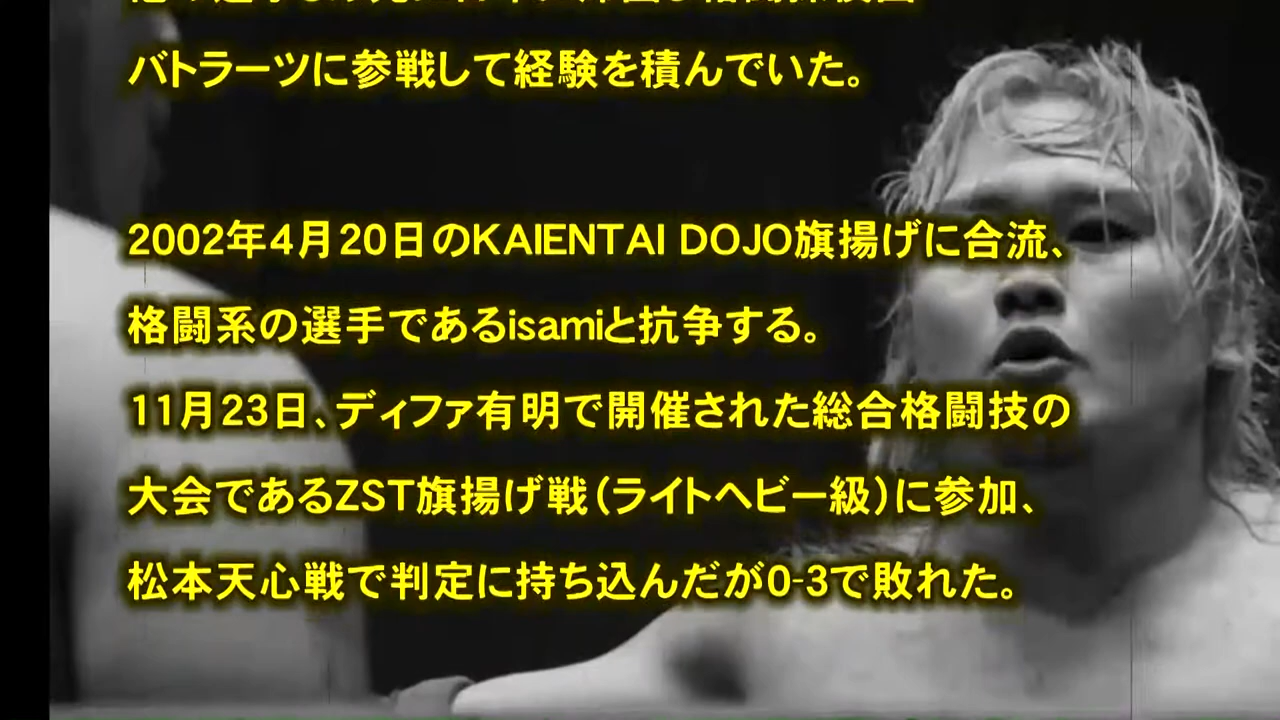 バトラーツに参戦して経験を積んでいた。
2002年4月20日のKAIENTAI DOJO旗揚げに合流、
格闘系の選手であるisamiと抗争する。
11月23日、ディファ有明で開催された総合格闘技の
大会であるZST旗揚げ戦（ライトヘビー級）に参加、
松本天心戦で判定に持ち込んだが0-3で敗れた。